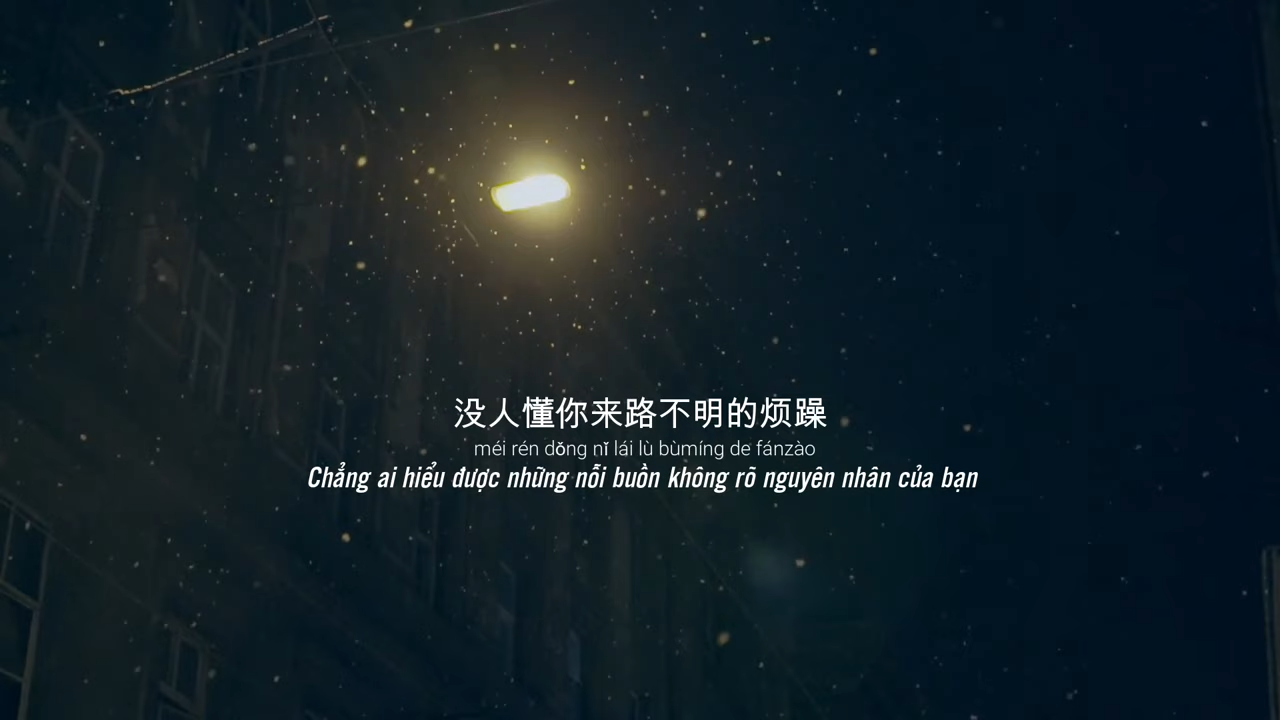 没人懂你来路不明的烦躁
méi rén dǒng nǐ lái lù bùmíng de fánzào
Chẳng ai hiểu được những nỗi buồn không rõ nguyên nhân của bạn